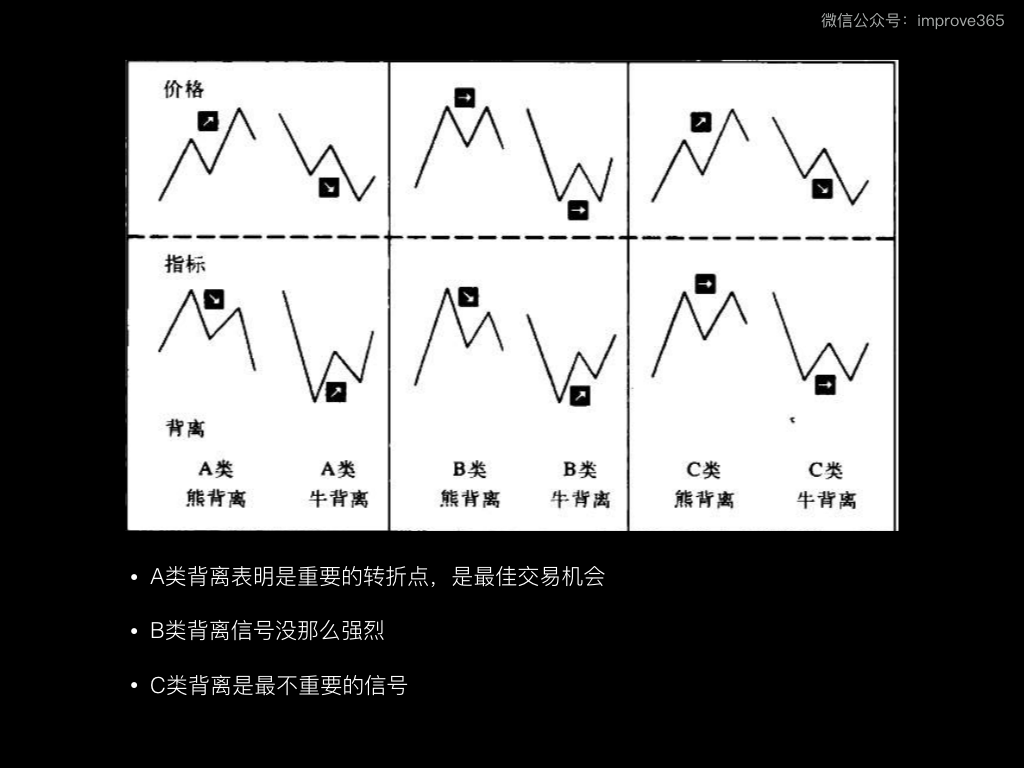 微信公众号：improve365
价格
指标
背离
A类 A类 B类 B类 C类 C类
熊背离 牛背离 熊背离 牛背离 熊背离 牛背离
• A类背离表明是重要的转折点，是最佳交易机会
• B类背离信号没那么强烈
• C类背离是最不重要的信号